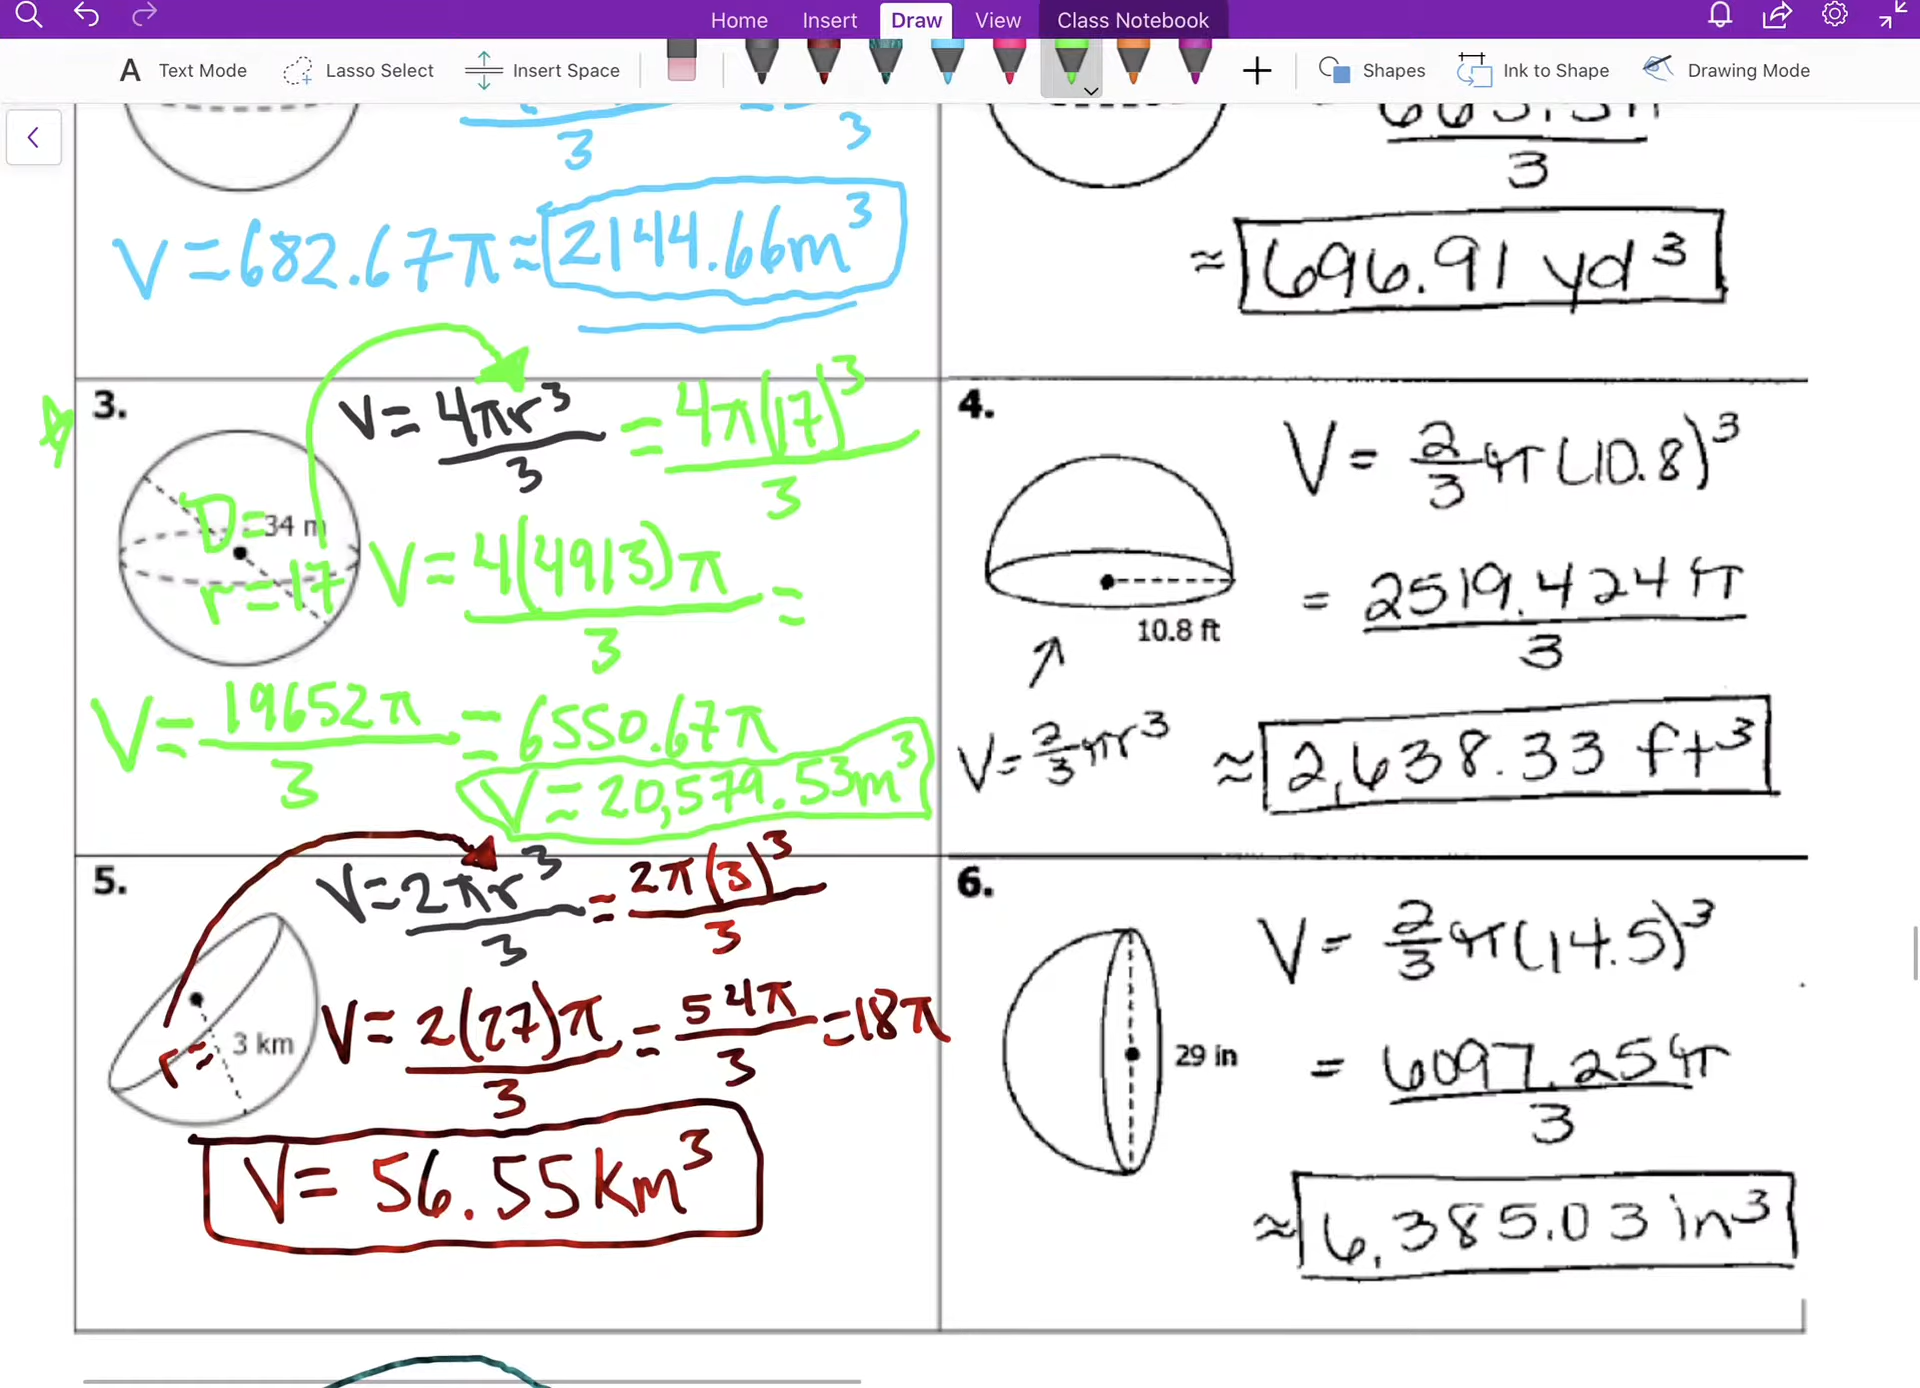 Home Insert Draw View Class Notebook
A Text Mode Lasso Select Insert Space Shapes Ink to Shape Drawing Mode
3
3
V = 682.67π ≈ 2144.66m³
3
≈ 696.91 yd³
3.
V = 4πr³/3 = 4π(17)³/3
D = 34 m
r = 17
V = 4(4913)π/3 =
V = 19652π/3 = 6550.67π
V ≈ 20,579.53m³
4.
V = 2/3 π(10.8)³
= 2519.424π/3
10.8 ft
V = 2/3 πr³
≈ 2,638.33 ft³
5.
V = 2πr³/3 = 2π(3)³/3
r = 3 km
V = 2(27)π/3 = 54π/3 = 18π
V = 56.55 km³
6.
V = 2/3 π(14.5)³
29 in
= 6097.25π/3
≈ 6,385.03 in³